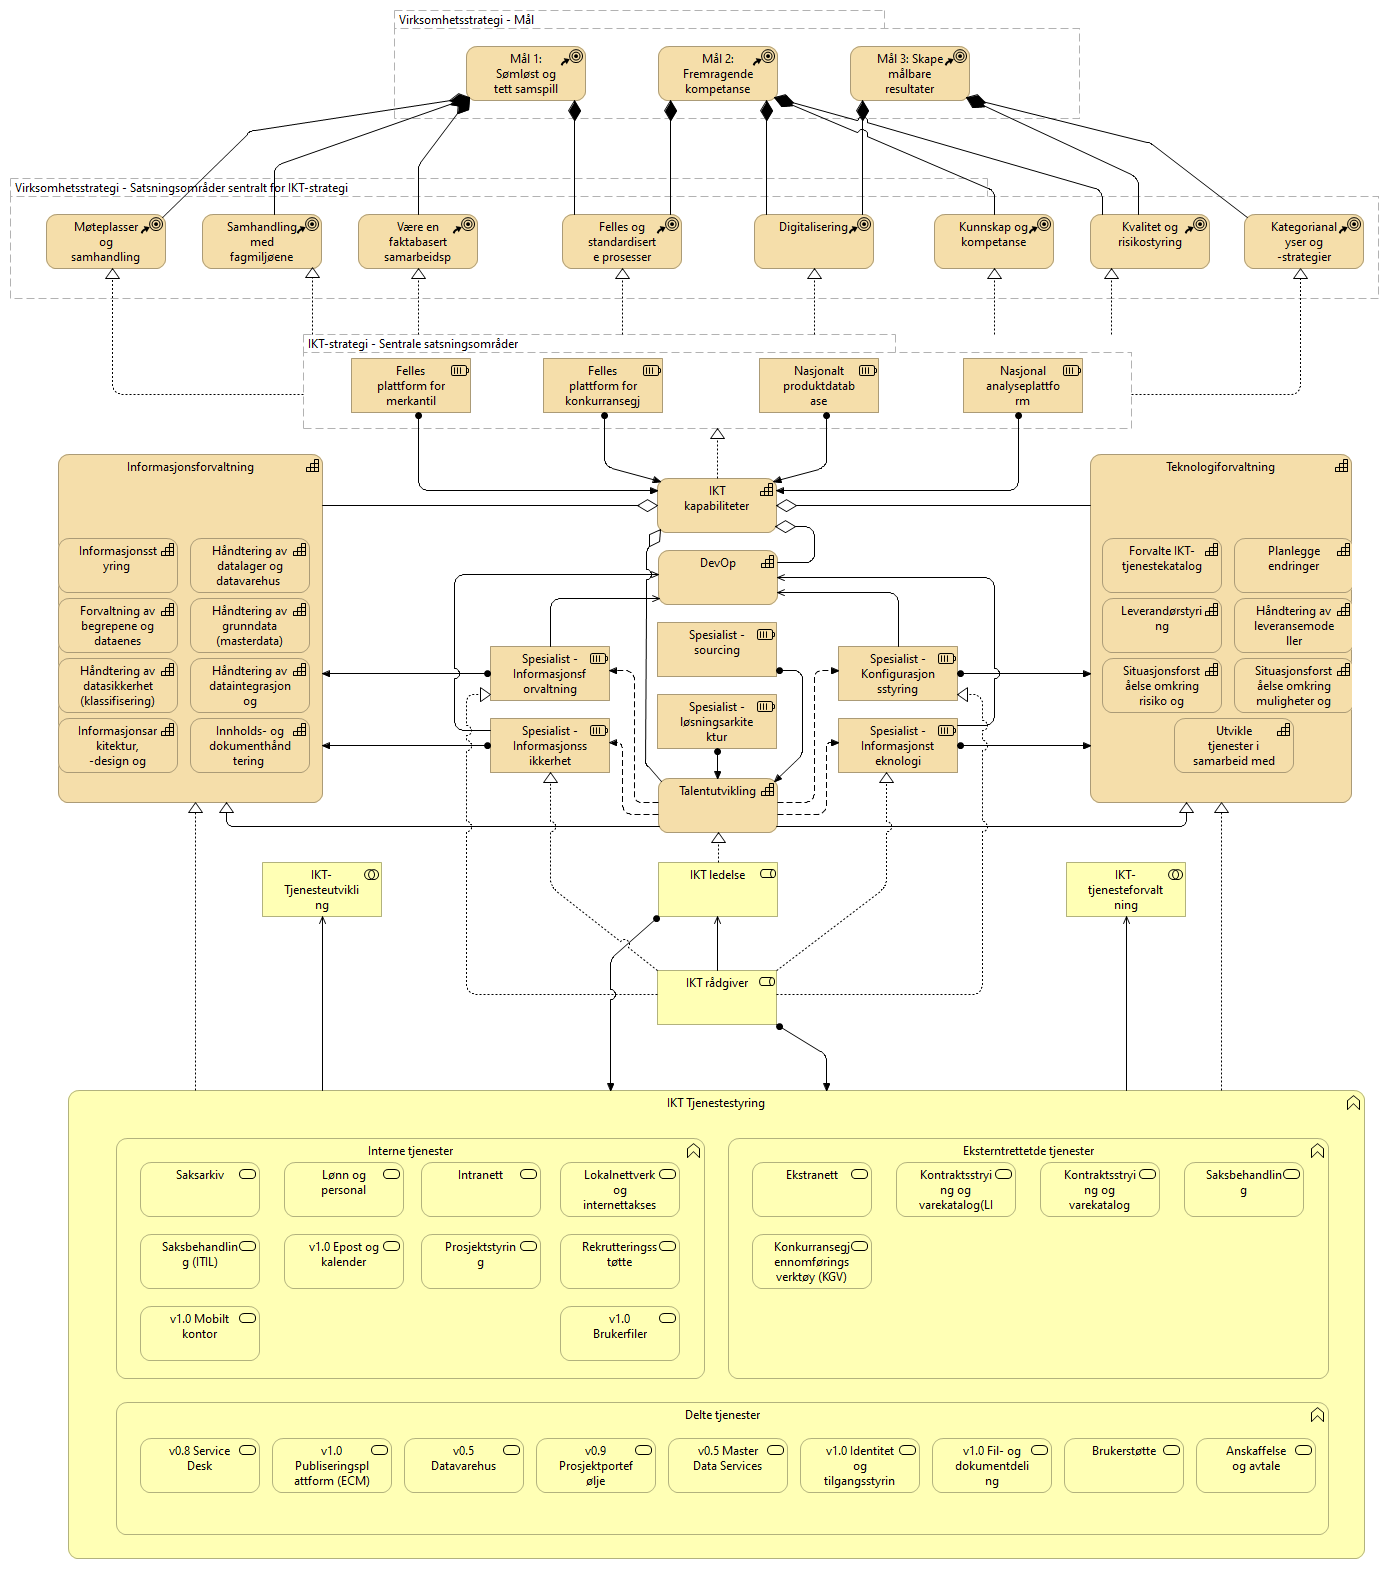 Virksomhetsstrategi - Mål
Mål 1:
Sømløst og
tett samspill
Mål 2:
Fremragende
kompetanse
Mål 3: Skape
målbare
resultater
Virksomhetsstrategi - Satsningsområder sentralt for IKT-strategi
Møteplasser
og
samhandling
Samhandling
med
fagmiljøene
Være en
faktabasert
samarbeidsp
Felles og
standardisert
e prosesser
Digitalisering
Kunnskap og
kompetanse
Kvalitet og
risikostyring
Kategorianal
yser og
-strategier
IKT-strategi - Sentrale satsningsområder
Felles
plattform for
merkantil
Felles
plattform for
konkurransegj
Nasjonalt
produktdatab
ase
Nasjonal
analyseplattfo
rm
Informasjonsforvaltning
Informasjonsst
yring
Håndtering av
datalager og
datavarehus
Forvaltning av
begrepene og
dataenes
Håndtering av
grunndata
(masterdata)
Håndtering av
datasikkerhet
(klassifisering)
Håndtering av
dataintegrasjon
og
Informasjonsar
kitektur,
-design og
Innholds- og
dokumenthånd
tering
IKT
kapabiliteter
DevOp
Spesialist -
sourcing
Spesialist -
Informasjonsf
orvaltning
Spesialist -
Konfigurasjon
sstyring
Spesialist -
løsningsarkite
ktur
Spesialist -
Informasjonss
ikkerhet
Spesialist -
Informasjonst
eknologi
Talentutvikling
Teknologiforvaltning
Forvalte IKT-
tjenestekatalog
Planlegge
endringer
Leverandørstyri
ng
Håndtering av
leveransemode
ller
Situasjonsforst
åelse omkring
risiko og
Situasjonsforst
åelse omkring
muligheter og
Utvikle
tjenester i
samarbeid med
IKT-
Tjenesteutvikli
ng
IKT ledelse
IKT-
tjenesteforvalt
ning
IKT rådgiver
IKT Tjenestestyring
Interne tjenester
Saksarkiv
Lønn og
personal
Intranett
Lokalnettverk
og
internettakses
Saksbehandlin
g (ITIL)
v1.0 Epost og
kalender
Prosjektstyrin
g
Rekrutteringss
tøtte
v1.0 Mobilt
kontor
v1.0
Brukerfiler
Eksterntrettetde tjenester
Ekstranett
Kontraktsstryi
ng og
varekatalog(LI
Kontraktsstryi
ng og
varekatalog
Saksbehandlin
g
Konkurransegj
ennomførings
verktøy (KGV)
Delte tjenester
v0.8 Service
Desk
v1.0
Publiseringspl
attform (ECM)
v0.5
Datavarehus
v0.9
Prosjektportef
ølje
v0.5 Master
Data Services
v1.0 Identitet
og
tilgangsstyrin
v1.0 Fil- og
dokumentdeli
ng
Brukerstøtte
Anskaffelse
og avtale